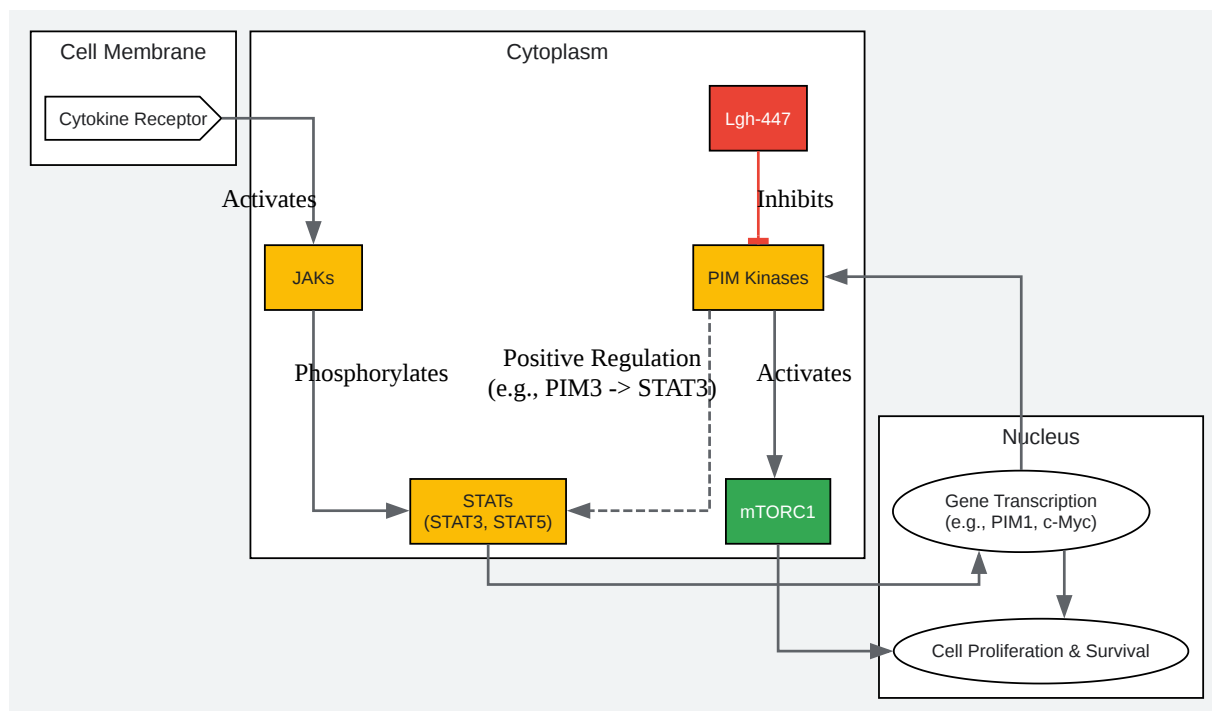 Cell Membrane
Cytoplasm
Cytokine Receptor
Lgh-447
Activates
Inhibits
JAKs
PIM Kinases
Positive Regulation
(e.g., PIM3 -> STAT3)
Phosphorylates
Activates
Nucleus
STATs
(STAT3, STAT5)
mTORC1
Gene Transcription
(e.g., PIM1, c-Myc)
Cell Proliferation & Survival